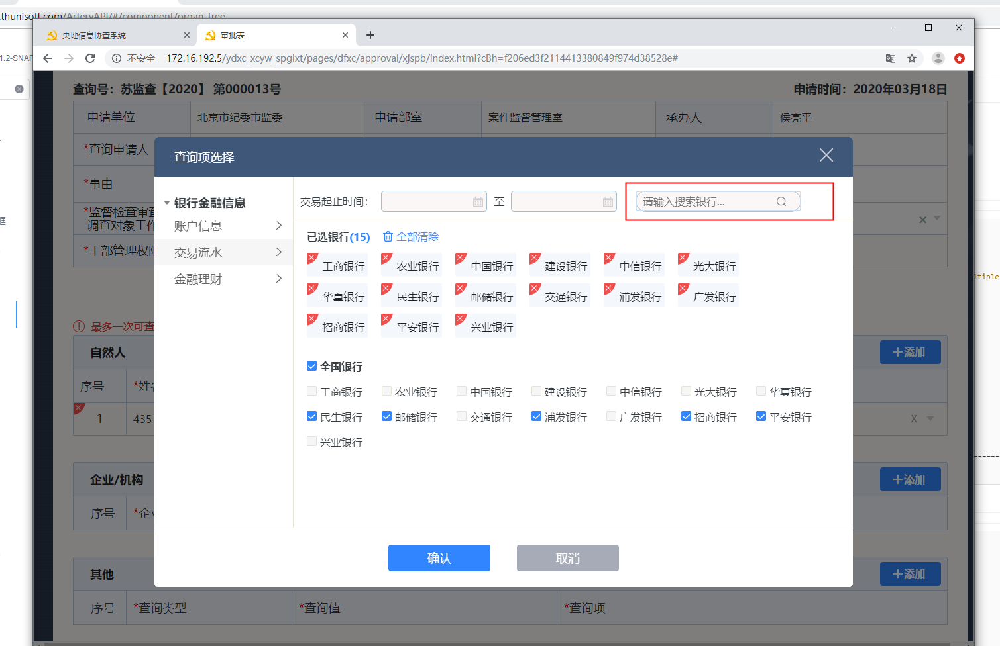 .thunisoft.com/ArteryAPI/#/component/organ-tree
央地信息协查系统
审批表
1.2-SNAP
不安全
172.16.192.5/ydxc_xcyw_spglxt/pages/dfxc/approval/xjspb/index.html?cBh=f206ed3f2114413380849f974d38528e#
查询号：苏监查【2020】 第000013号
申请时间：2020年03月18日
申请单位
北京市纪委市监委
申请部室
案件监督管理室
承办人
侯亮平
*查询申请人
*事由
*监督检查审查
调查对象工作
*干部管理权限
查询项选择
银行金融信息
账户信息
交易流水
金融理财
交易起止时间：
至
请输入搜索银行...
已选银行(15)
全部清除
工商银行 农业银行 中国银行 建设银行 中信银行 光大银行
华夏银行 民生银行 邮储银行 交通银行 浦发银行 广发银行
招商银行 平安银行 兴业银行
全国银行
工商银行 农业银行 中国银行 建设银行 中信银行 光大银行 华夏银行
民生银行 邮储银行 交通银行 浦发银行 广发银行 招商银行 平安银行
兴业银行
确认
取消
框
ltiple
最多一次可查
自然人
＋添加
序号
*姓名
1
435
X
=======
企业/机构
＋添加
序号
*企业
其他
＋添加
序号
*查询类型
*查询值
*查询项